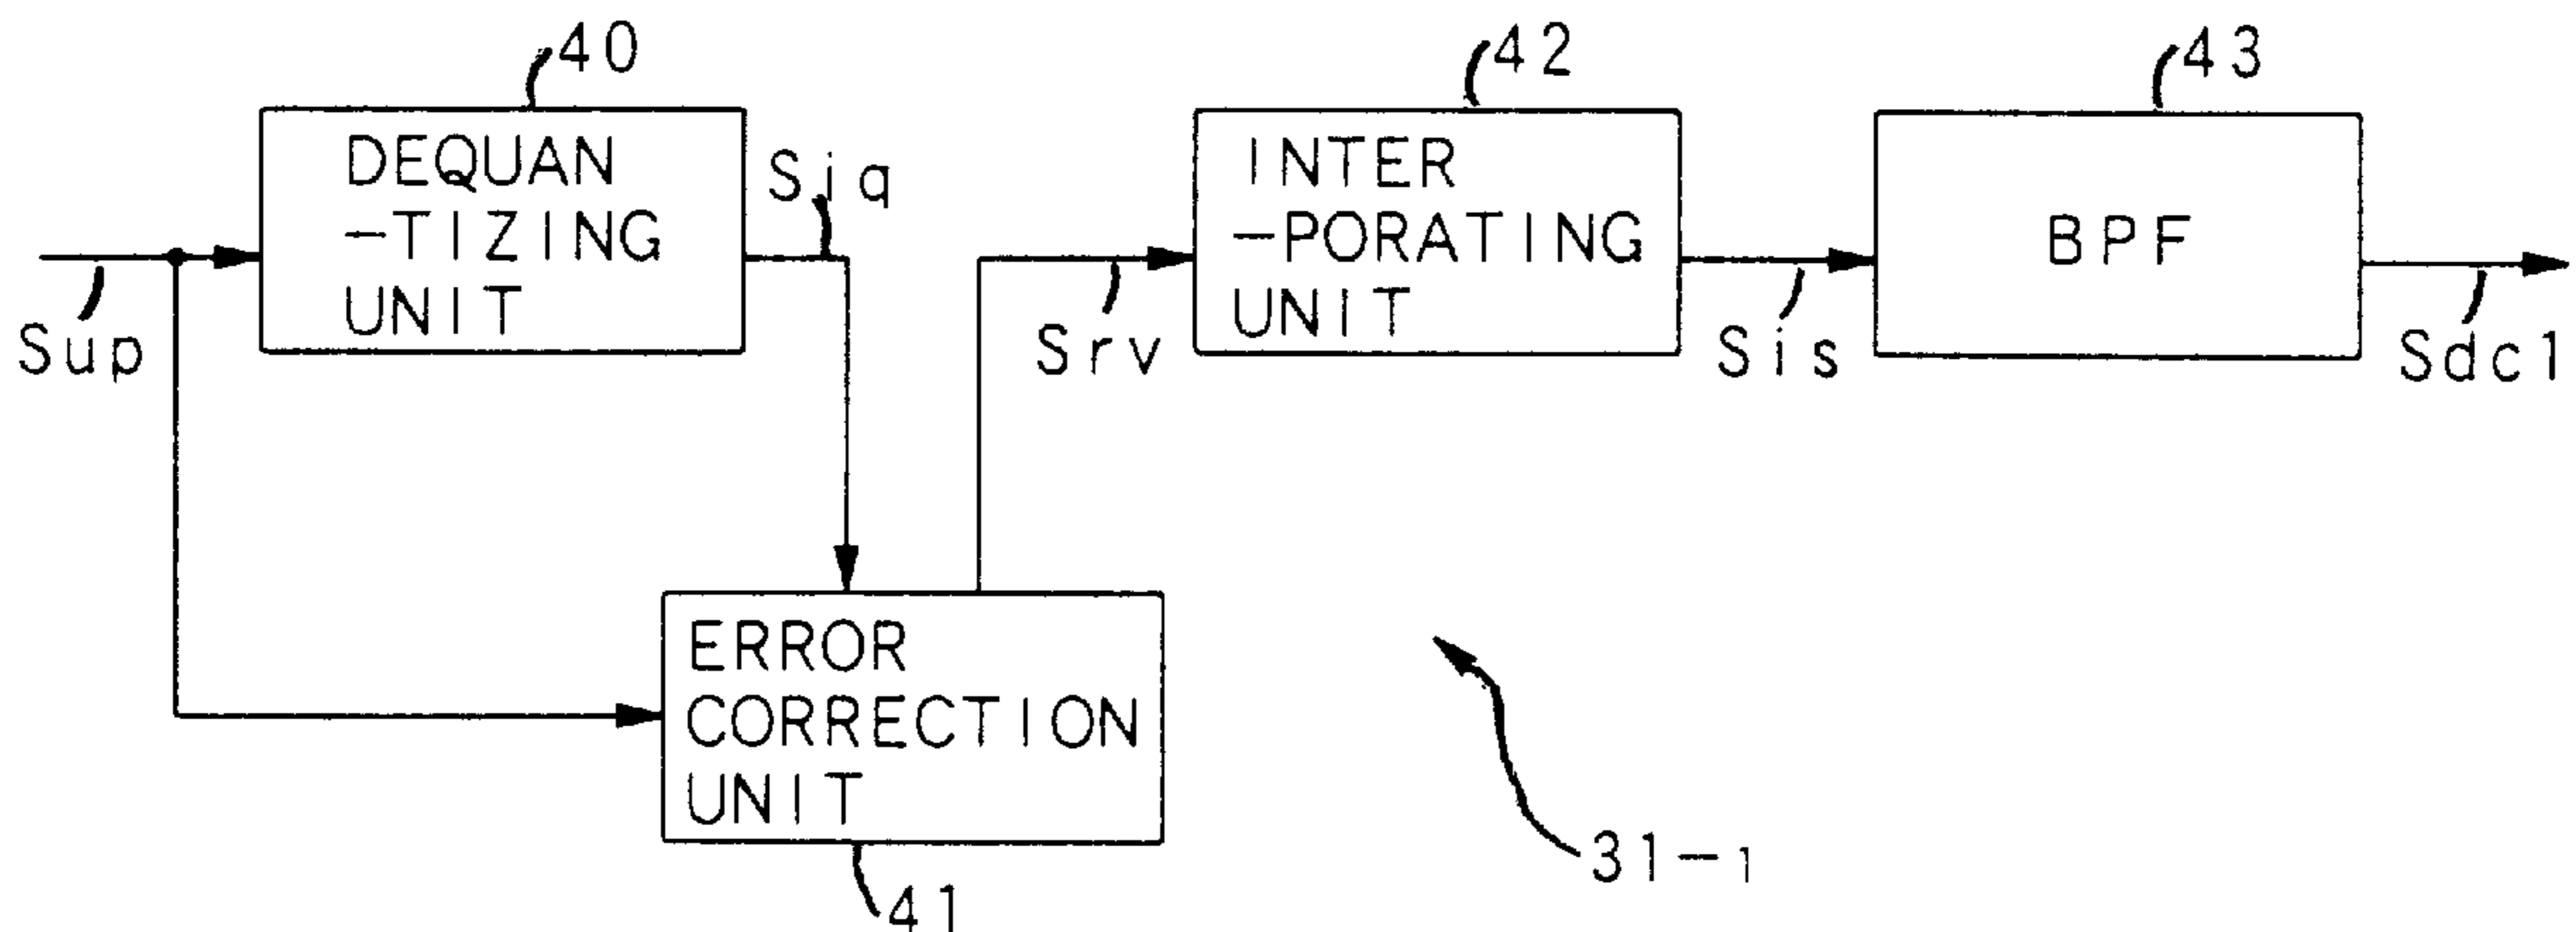 40
42
43
DEQUAN
-TIZING
UNIT
Siq
INTER
-PORATING
UNIT
BPF
Sup
Srv
Sis
Sdc1
ERROR
CORRECTION
UNIT
41
31-1